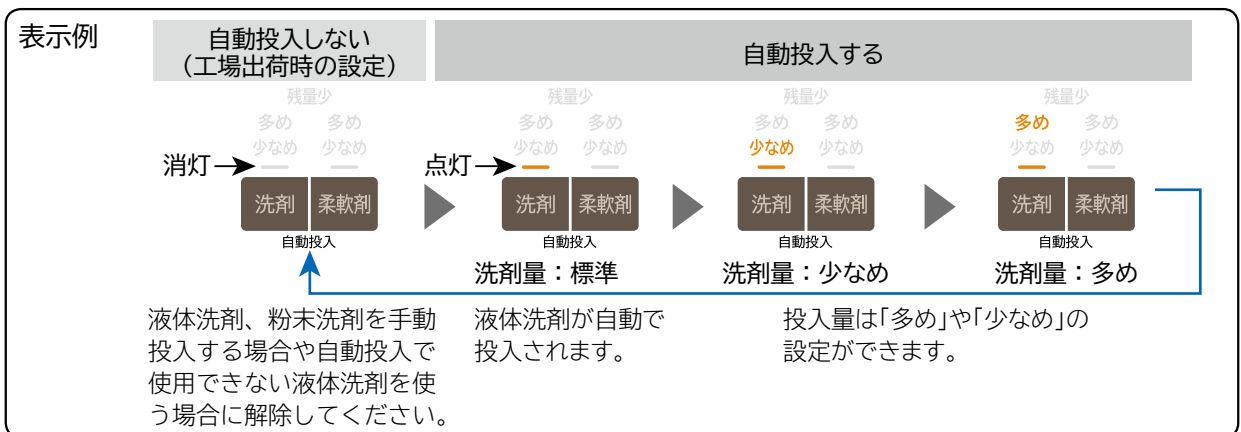 表示例
自動投入しない
（工場出荷時の設定）
自動投入する
残量少
多め 多め
少なめ 少なめ
消灯
洗剤 柔軟剤
自動投入
残量少
多め 多め
少なめ 少なめ
点灯
洗剤 柔軟剤
自動投入
洗剤量：標準
残量少
多め 多め
少なめ 少なめ
洗剤 柔軟剤
自動投入
洗剤量：少なめ
残量少
多め 多め
少なめ 少なめ
洗剤 柔軟剤
自動投入
洗剤量：多め
液体洗剤、粉末洗剤を手動
投入する場合や自動投入で
使用できない液体洗剤を使
う場合に解除してください。
液体洗剤が自動で
投入されます。
投入量は「多め」や「少なめ」の
設定ができます。